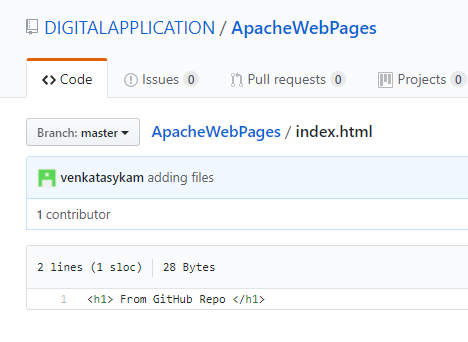 DIGITALAPPLICATION / ApacheWebPages
Code Issues 0 Pull requests 0 Projects 0
Branch: master ApacheWebPages / index.html
venkatasykam adding files
1 contributor
2 lines (1 sloc) 28 Bytes
1 <h1> From GitHub Repo </h1>